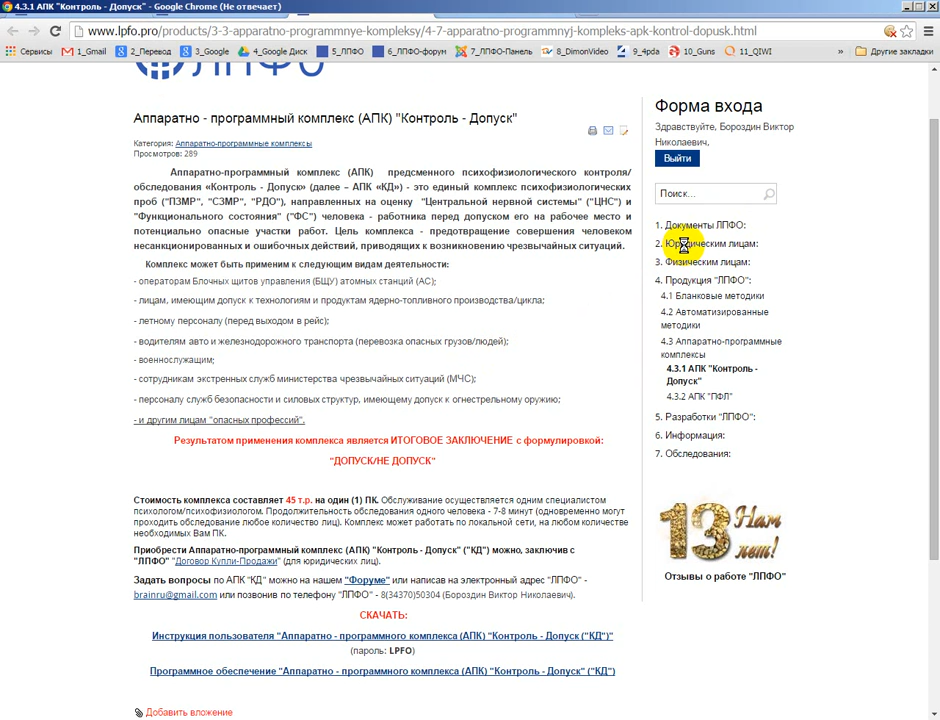 4.3.1 АПК "Контроль - Допуск" - Google Chrome (Не отвечает)
www.lpfo.pro/products/3-3-apparatno-programmnye-kompleksy/4-7-apparatno-programmnyj-kompleks-apk-kontrol-dopusk.html
Сервисы 1_Gmail 2_Перевод 3_Google 4_Google Диск 5_ЛПФО 6_ЛПФО-форум 7_ЛПФО-Панель 8_DimonVideo 9_4pda 10_Guns 11_QIWI » Другие закладки
ЛПФО
Аппаратно - программный комплекс (АПК) "Контроль - Допуск"
Категория: Аппаратно-программные комплексы
Просмотров: 289
Аппаратно-программный комплекс (АПК) предсменного психофизиологического контроля/
обследования «Контроль - Допуск» (далее – АПК «КД») - это единый комплекс психофизиологических
проб ("ПЗМР", "СЗМР", "РДО"), направленных на оценку "Центральной нервной системы" ("ЦНС") и
"Функционального состояния" ("ФС") человека - работника перед допуском его на рабочее место и
потенциально опасные участки работ. Цель комплекса - предотвращение совершения человеком
несанкционированных и ошибочных действий, приводящих к возникновению чрезвычайных ситуаций.
Комплекс может быть применим к следующим видам деятельности:
- операторам Блочных щитов управления (БЩУ) атомных станций (АС);
- лицам, имеющим допуск к технологиям и продуктам ядерно-топливного производства/цикла;
- летному персоналу (перед выходом в рейс);
- водителям авто и железнодорожного транспорта (перевозка опасных грузов/людей);
- военнослужащим;
- сотрудникам экстренных служб министерства чрезвычайных ситуаций (МЧС);
- персоналу служб безопасности и силовых структур, имеющему допуск к огнестрельному оружию;
- и другим лицам "опасных профессий".
Результатом применения комплекса является ИТОГОВОЕ ЗАКЛЮЧЕНИЕ с формулировкой:
"ДОПУСК/НЕ ДОПУСК"
Стоимость комплекса составляет 45 т.р. на один (1) ПК. Обслуживание осуществляется одним специалистом
психологом/психофизиологом. Продолжительность обследования одного человека - 7-8 минут (одновременно могут
проходить обследование любое количество лиц). Комплекс может работать по локальной сети, на любом количестве
необходимых Вам ПК.
Приобрести Аппаратно-программный комплекс (АПК) "Контроль - Допуск" ("КД") можно, заключив с
"ЛПФО" "Договор Купли-Продажи" (для юридических лиц).
Задать вопросы по АПК "КД" можно на нашем "Форуме" или написав на электронный адрес "ЛПФО" -
brainru@gmail.com или позвонив по телефону "ЛПФО" - 8(34370)50304 (Бороздин Виктор Николаевич).
СКАЧАТЬ:
Инструкция пользователя "Аппаратно - программного комплекса (АПК) "Контроль - Допуск ("КД")"
(пароль: LPFO)
Программное обеспечение "Аппаратно - программного комплекса (АПК) "Контроль - Допуск" ("КД")
Добавить вложение
Форма входа
Здравствуйте, Бороздин Виктор
Николаевич,
Выйти
Поиск...
1. Документы ЛПФО:
2. Юридическим лицам:
3. Физическим лицам:
4. Продукция "ЛПФО":
4.1 Бланковые методики
4.2 Автоматизированные
методики
4.3 Аппаратно-программные
комплексы
4.3.1 АПК "Контроль -
Допуск"
4.3.2 АПК "ПФЛ"
5. Разработки "ЛПФО":
6. Информация:
7. Обследования:
13 Нам
лет!
Отзывы о работе "ЛПФО"